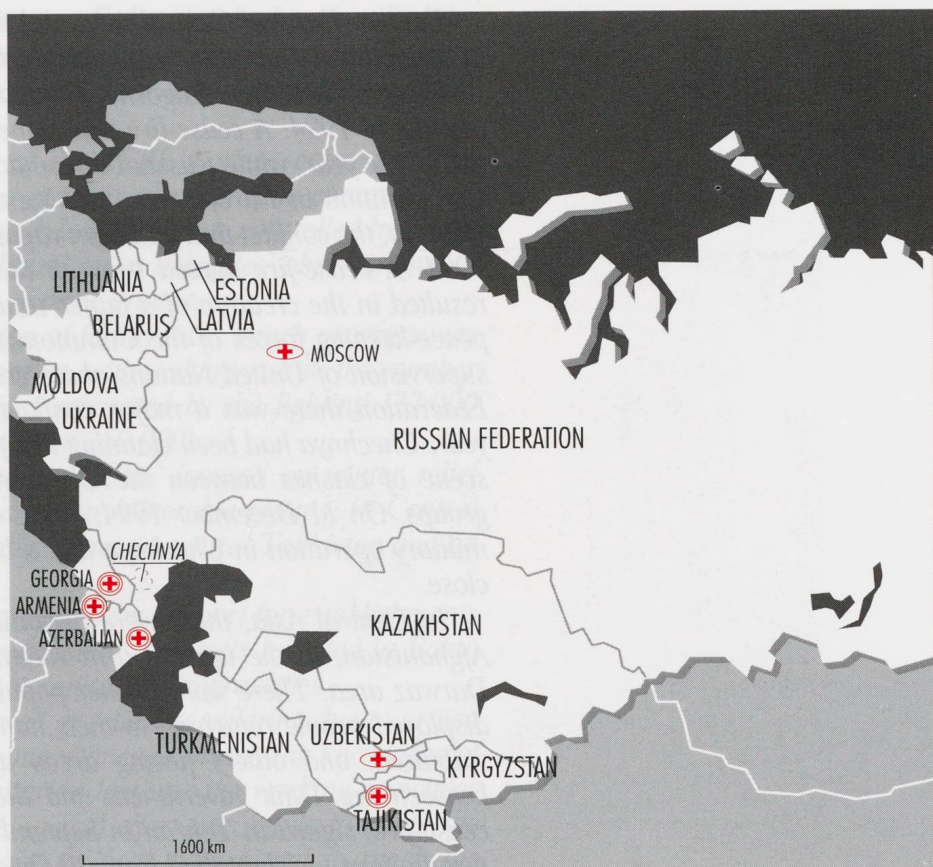 LITHUANIA
ESTONIA
BELARUS
LATVIA
MOSCOW
MOLDOVA
UKRAINE
RUSSIAN FEDERATION
CHECHNYA
GEORGIA
ARMENIA
KAZAKHSTAN
AZERBAIJAN
TURKMENISTAN
UZBEKISTAN
KYRGYZSTAN
TAJIKISTAN
1600 km